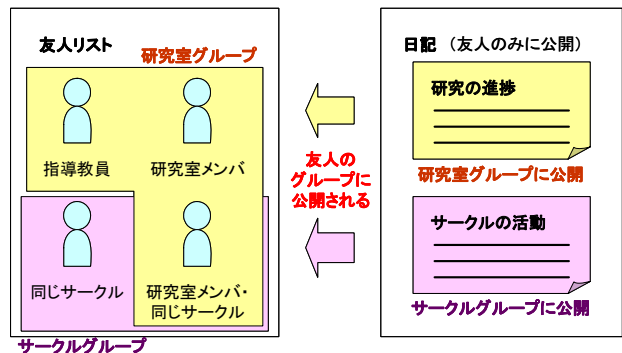 友人リスト
研究室グループ
指導教員
研究室メンバ
同じサークル
研究室メンバ・
同じサークル
サークルグループ
友人の
グループに
公開される
日記 （友人のみに公開）
研究の進捗
研究室グループに公開
サークルの活動
サークルグループに公開